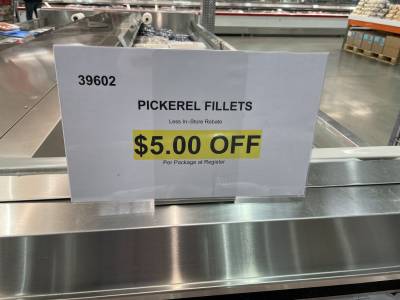 39602
PICKEREL FILLETS
Less In-Store Rebate
$5.00 OFF
Per Package at Register